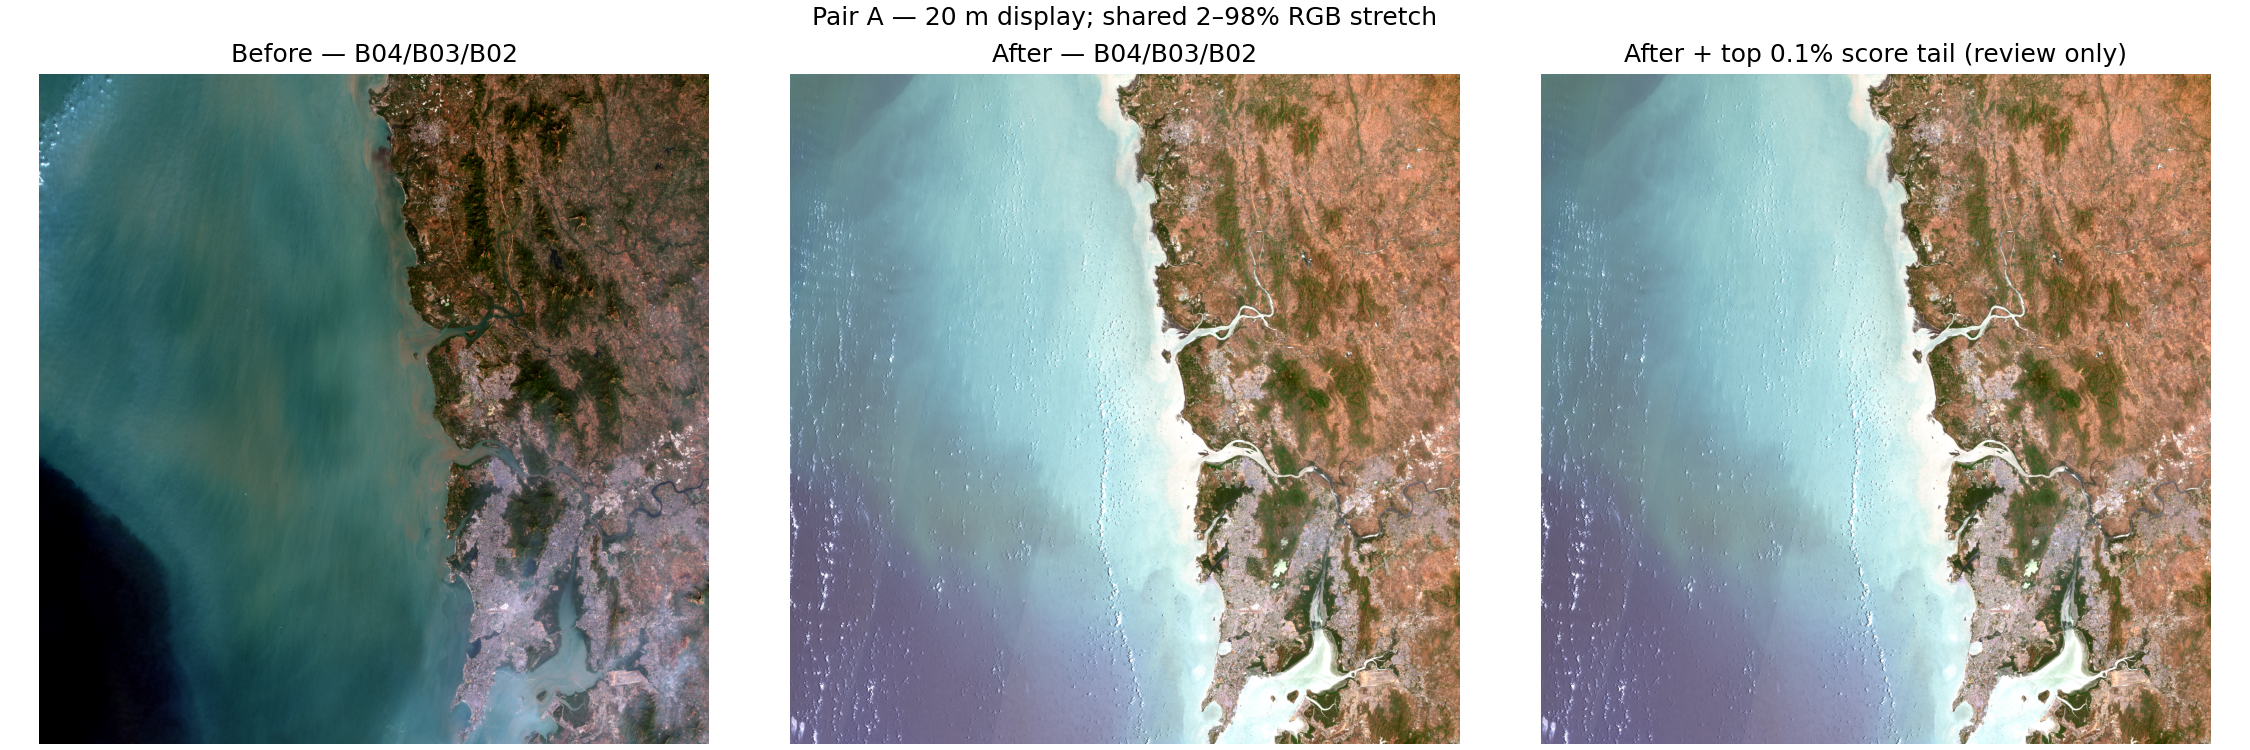 Pair A — 20 m display; shared 2–98% RGB stretch
Before — B04/B03/B02
After — B04/B03/B02
After + top 0.1% score tail (review only)